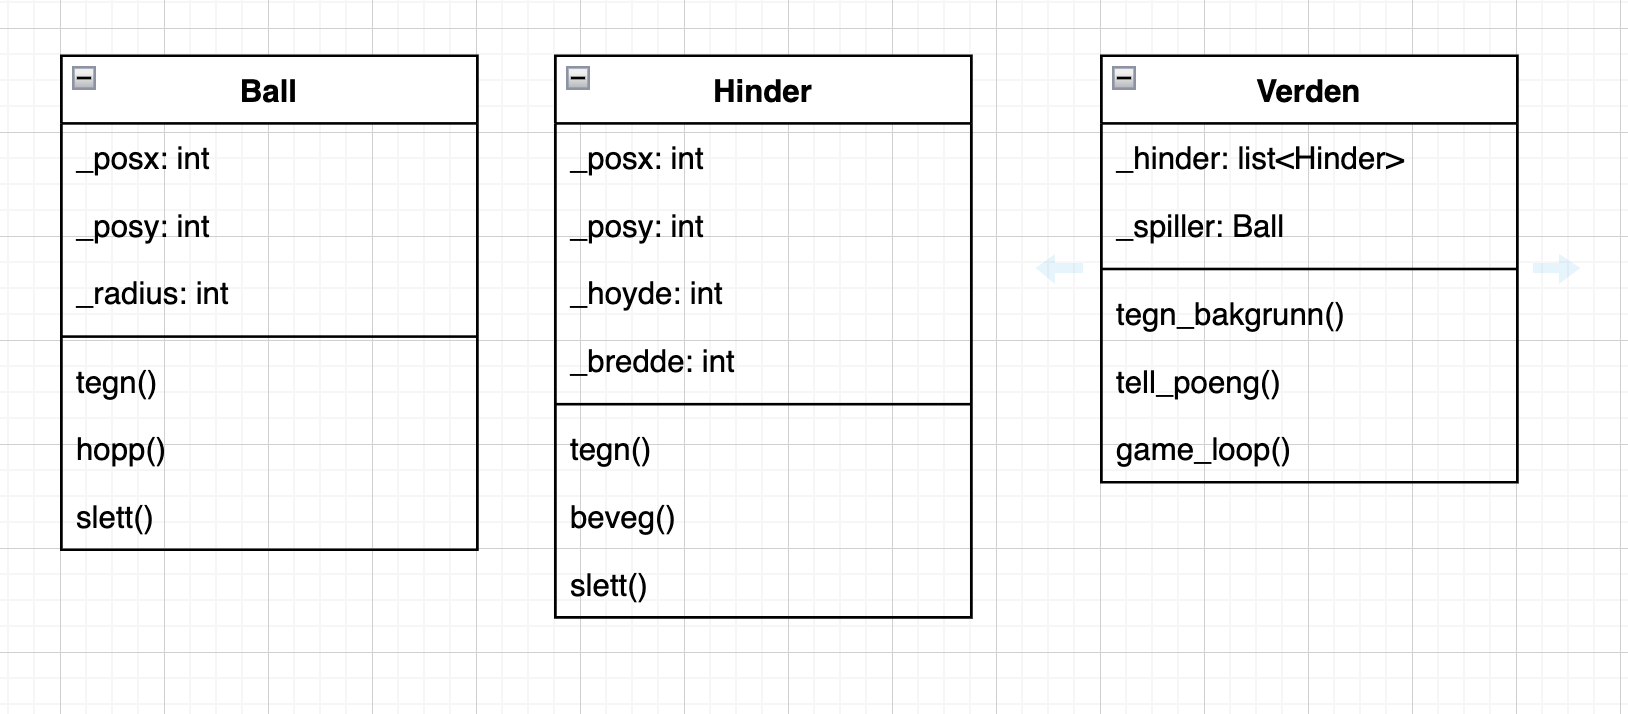 Ball
_posx: int
_posy: int
_radius: int
tegn()
hopp()
slett()
Hinder
_posx: int
_posy: int
_hoyde: int
_bredde: int
tegn()
beveg()
slett()
Verden
_hinder: list<Hinder>
_spiller: Ball
tegn_bakgrunn()
tell_poeng()
game_loop()